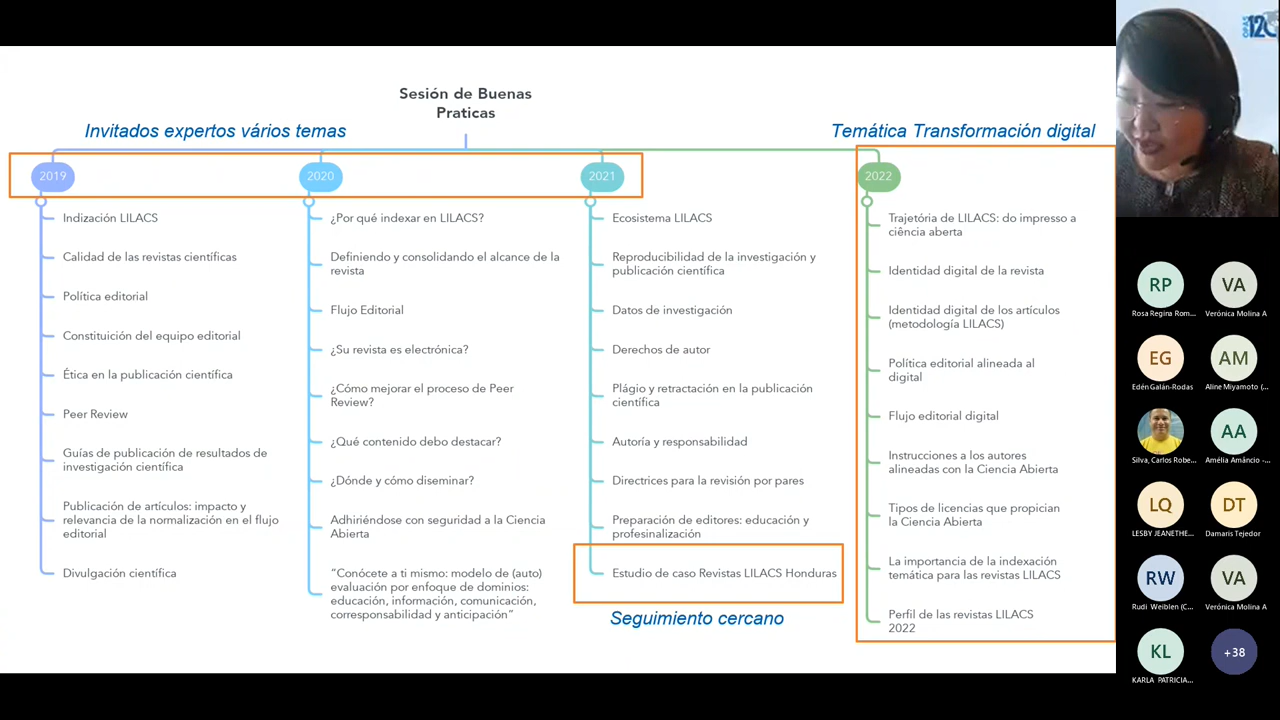 Sesión de Buenas
Praticas
Invitados expertos vários temas
Temática Transformación digital
2019
Indización LILACS
Calidad de las revistas científicas
Política editorial
Constituición del equipo editorial
Ética en la publicación científica
Peer Review
Guías de publicación de resultados de
investigación científica
Publicación de artículos: impacto y
relevancia de la normalización en el flujo
editorial
Divulgación científica
2020
¿Por qué indexar en LILACS?
Definiendo y consolidando el alcance de la
revista
Flujo Editorial
¿Su revista es electrónica?
¿Cómo mejorar el proceso de Peer
Review?
¿Qué contenido debo destacar?
¿Dónde y cómo diseminar?
Adhiriéndose con seguridad a la Ciencia
Abierta
“Conócete a ti mismo: modelo de (auto)
evaluación por enfoque de dominios:
educación, información, comunicación,
corresponsabilidad y anticipación”
2021
Ecosistema LILACS
Reproducibilidad de la investigación y
publicación científica
Datos de investigación
Derechos de autor
Plágio y retractación en la publicación
científica
Autoría y responsabilidad
Directrices para la revisión por pares
Preparación de editores: educación y
profesinalización
Estudio de caso Revistas LILACS Honduras
Seguimiento cercano
2022
Trajetória de LILACS: do impresso a
ciência aberta
Identidad digital de la revista
Identidad digital de los artículos
(metodología LILACS)
Política editorial alineada al
digital
Flujo editorial digital
Instrucciones a los autores
alineadas con la Ciencia Abierta
Tipos de licencias que propician
la Ciencia Abierta
La importancia de la indexación
temática para las revistas LILACS
Perfil de las revistas LILACS
2022
OPAS
RP
Rosa Regina Rom...
VA
Verónica Molina A
EG
Edén Galán-Rodas
AM
Aline Miyamoto (...
Silva, Carlos Robe...
AA
Amélia Amâncio -...
LQ
LESBY JEANETHE...
DT
Damaris Tejedor
RW
Rudi Weiblen (C...
VA
Verónica Molina A
KL
KARLA PATRICIA...
+38